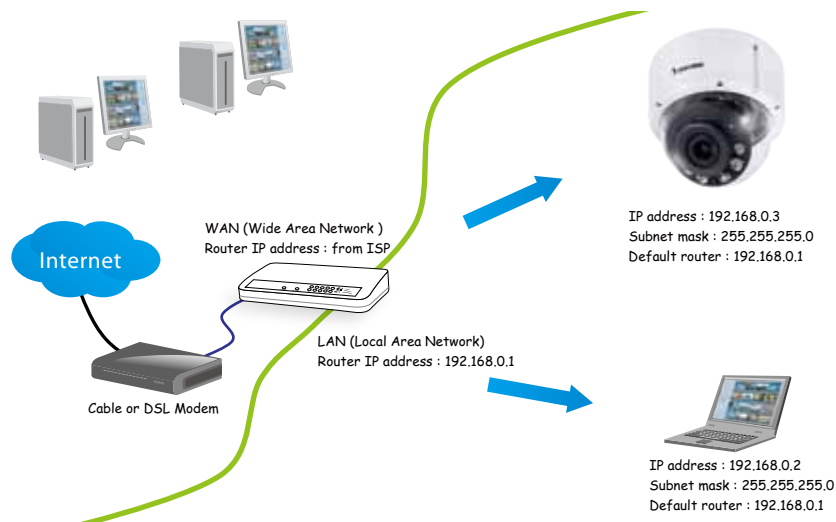 WAN (Wide Area Network )
Router IP address : from ISP
Internet
LAN (Local Area Network)
Router IP address : 192.168.0.1
Cable or DSL Modem
IP address : 192.168.0.3
Subnet mask : 255.255.255.0
Default router : 192.168.0.1
IP address : 192.168.0.2
Subnet mask : 255.255.255.0
Default router : 192.168.0.1